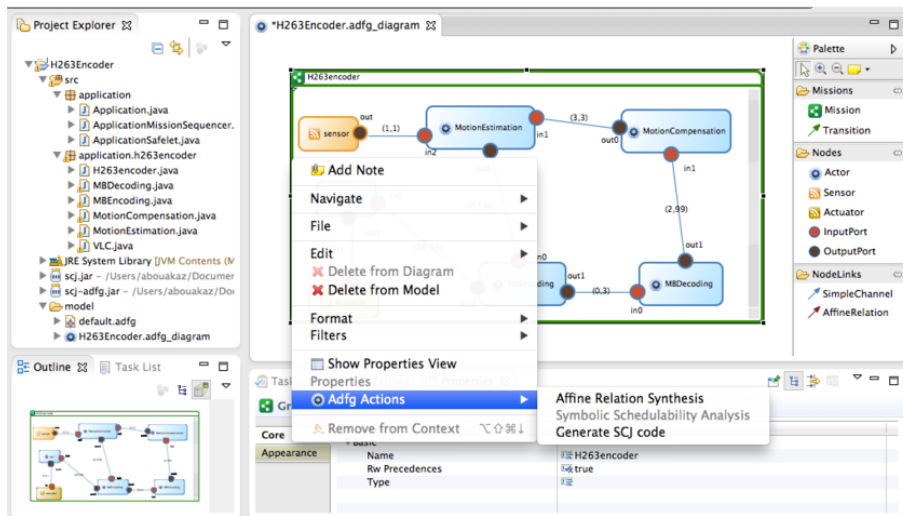 Project Explorer
H263Encoder
src
application
Application.java
ApplicationMissionSequencer.
ApplicationSafelet.java
application.h263encoder
H263encoder.java
MBDecoding.java
MBEncoding.java
MotionCompensation.java
MotionEstimation.java
VLC.java
JRE System Library [JVM Contents (M
scj.jar – /Users/abouakaz/Documer
scj-adfg.jar – /Users/abouakaz/Do
model
default.adfg
H263Encoder.adfg_diagram
Outline
Task List
*H263Encoder.adfg_diagram
H263encoder
sensor
out
(1,1)
in2
MotionEstimation
in1
(3,3)
out0
MotionCompensation
in1
(2,99)
out1
MBDecoding
in0
(0,3)
out1
in0
oding
Add Note
Navigate
File
Edit
Delete from Diagram
Delete from Model
Format
Filters
Show Properties View
Properties
Adfg Actions
Remove from Context
⌥⇧⌘↓
Affine Relation Synthesis
Symbolic Schedulability Analysis
Generate SCJ code
Palette
Missions
Mission
Transition
Nodes
Actor
Sensor
Actuator
InputPort
OutputPort
NodeLinks
SimpleChannel
AffineRelation
Tas
Gr
Core
Appearance
Basic
Name
H263encoder
Rw Precedences
true
Type